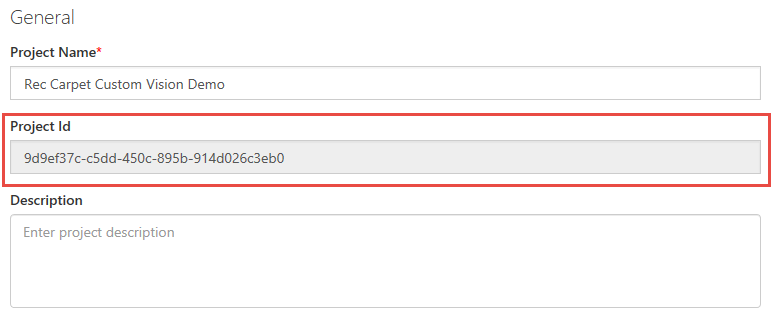 General
Project Name*
Rec Carpet Custom Vision Demo
Project Id
9d9ef37c-c5dd-450c-895b-914d026c3eb0
Description
Enter project description